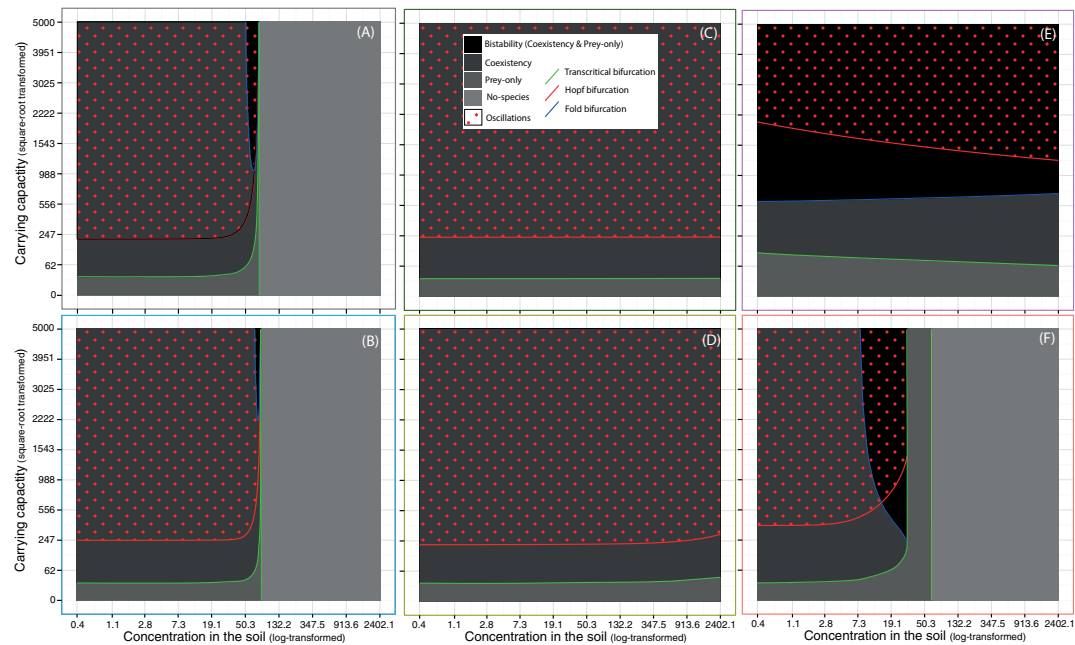 (A)
(C)
(E)
5000
3951
3025
2222
1543
988
556
247
62
0
Carrying capactity (square-root transformed)
Bistability (Coexistency & Prey-only)
Coexistency
Prey-only
No-species
Oscillations
Transcritical bifurcation
Hopf bifurcation
Fold bifurcation
(B)
(D)
(F)
5000
3951
3025
2222
1543
988
556
247
62
0
Carrying capactity (square-root transformed)
0.4 1.1 2.8 7.3 19.1 50.3 132.2 347.5 913.6 2402.1
0.4 1.1 2.8 7.3 19.1 50.3 132.2 347.5 913.6 2402.1
0.4 1.1 2.8 7.3 19.1 50.3 132.2 347.5 913.6 2402.1
Concentration in the soil (log-transformed)
Concentration in the soil (log-transformed)
Concentration in the soil (log-transformed)